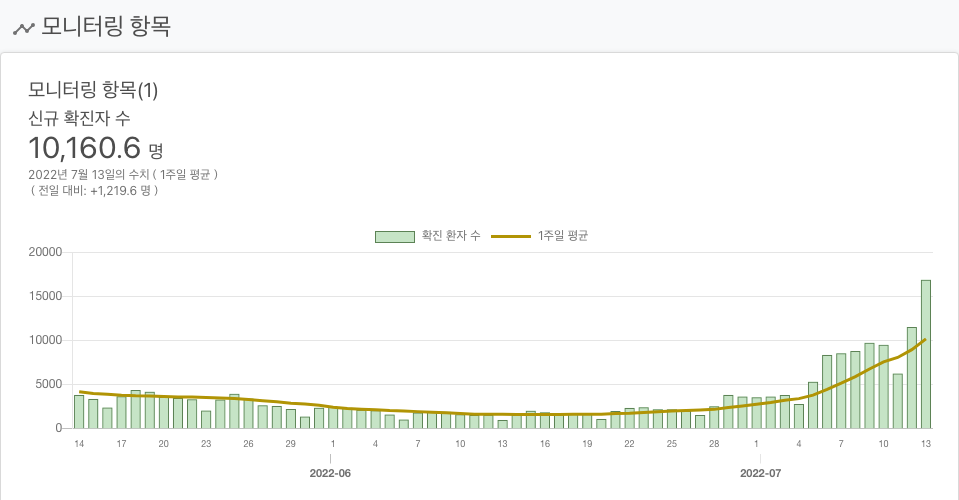 모니터링 항목
모니터링 항목(1)
신규 확진자 수
10,160.6 명
2022년 7월 13일의 수치 ( 1주일 평균 )
( 전일 대비: +1,219.6 명 )
확진 환자 수 1주일 평균
20000
15000
10000
5000
0
14 17 20 23 26 29 1 4 7 10 13 16 19 22 25 28 1 4 7 10 13
2022-06 2022-07